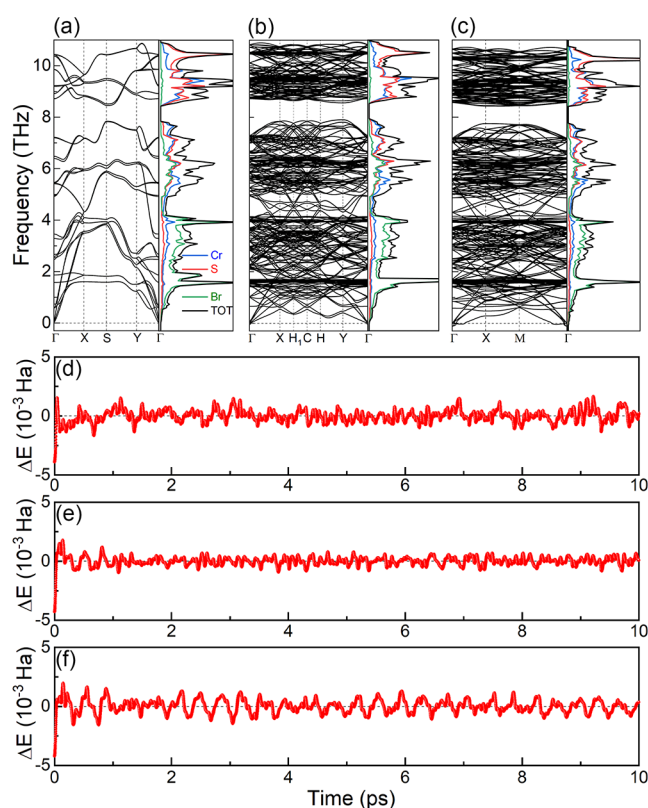 (a) (b) (c)
Frequency (THz)
10
8
6
4
2
0
Cr
S
Br
TOT
Γ X S Y Γ
Γ X H₁ C H Y Γ
Γ X M Γ
(d)
ΔE (10⁻³ Ha)
5
0
-5
0 2 4 6 8 10
(e)
ΔE (10⁻³ Ha)
5
0
-5
0 2 4 6 8 10
(f)
ΔE (10⁻³ Ha)
5
0
-5
0 2 4 6 8 10
Time (ps)